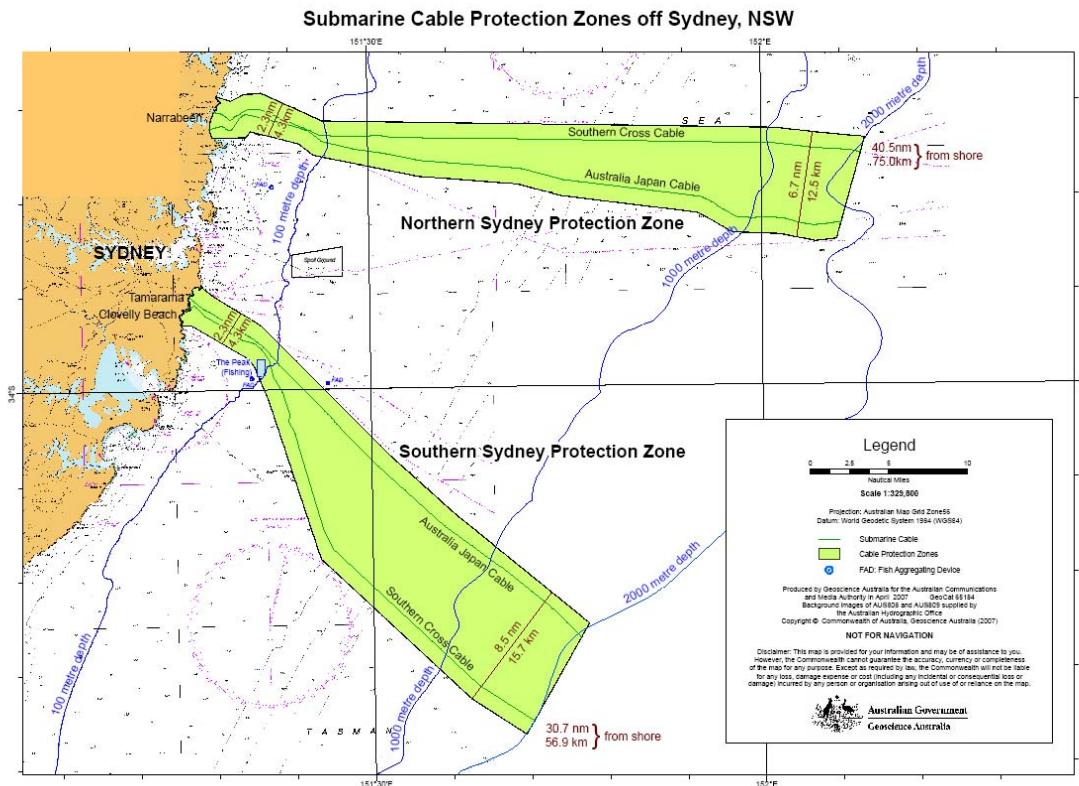 Submarine Cable Protection Zones off Sydney, NSW
151°30'E
152°E
2000 metre depth
Narrabeen
2.3nm
4.3km
S E A
Southern Cross Cable
40.5nm
75.0km
from shore
Australia Japan Cable
6.7 nm
12.5 km
FAD
100 metre depth
Northern Sydney Protection Zone
SYDNEY
Spoil Ground
1000 metre depth
Tamarama
Clovelly Beach
2.3nm
4.3km
The Peak
(Fishing)
FAD
FAD
34°S
Southern Sydney Protection Zone
Australia Japan Cable
Southern Cross Cable
2000 metre depth
8.5 nm
15.7 km
100 metre depth
1000 metre depth
T A S M A N
30.7 nm
56.9 km
from shore
151°30'E
152°E
Legend
0 2.5 5 10
Nautical Miles
Scale 1:329,800
Projection: Australian Map Grid Zone56
Datum: World Geodetic System 1984 (WGS84)
Submarine Cable
Cable Protection Zones
FAD: Fish Aggregating Device
Produced by Geoscience Australia for the Australian Communications
and Media Authority in April 2007 GeoCat 65184
Background images of AUS808 and AUS809 supplied by
the Australian Hydrographic Office
Copyright © Commonwealth of Australia, Geoscience Australia (2007)
NOT FOR NAVIGATION
Disclaimer: This map is provided for your information and may be of assistance to you.
However, the Commonwealth cannot guarantee the accuracy, currency or completeness
of the map for any purpose. Except as required by law, the Commonwealth will not be liable
for any loss, damage expense or cost (including any incidental or consequential loss or
damage) incurred by any person or organisation arising out of use of or reliance on the map.
Australian Government
Geoscience Australia